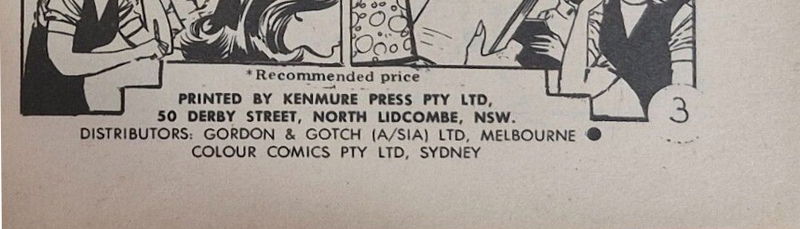 *Recommended price
PRINTED BY KENMURE PRESS PTY LTD,
50 DERBY STREET, NORTH LIDCOMBE, NSW.
DISTRIBUTORS: GORDON & GOTCH (A/SIA) LTD, MELBOURNE ●
COLOUR COMICS PTY LTD, SYDNEY
3